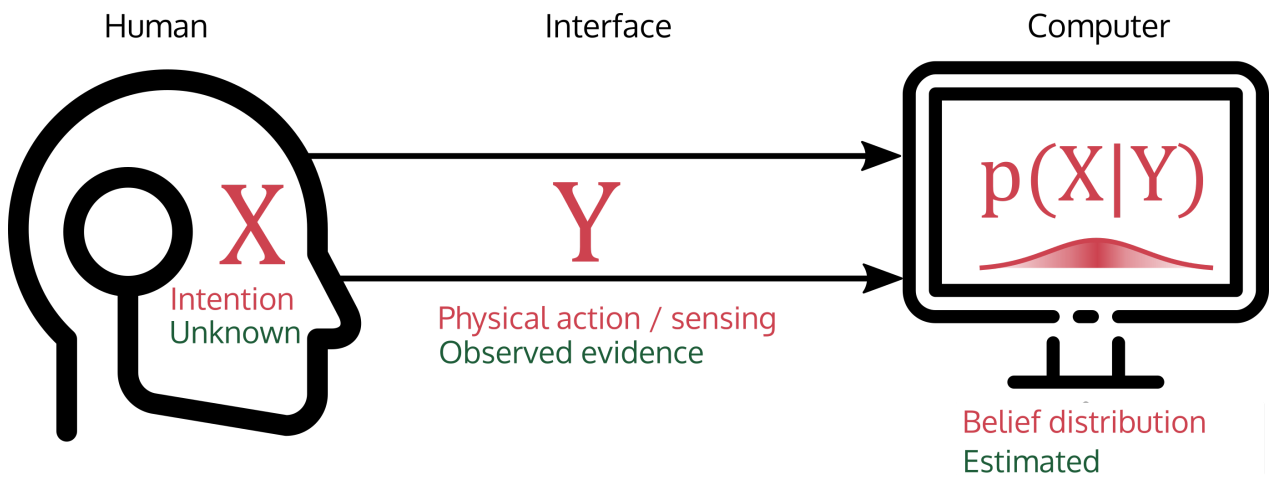 Human
Interface
Computer
X
Intention
Unknown
Y
Physical action / sensing
Observed evidence
p(X|Y)
Belief distribution
Estimated